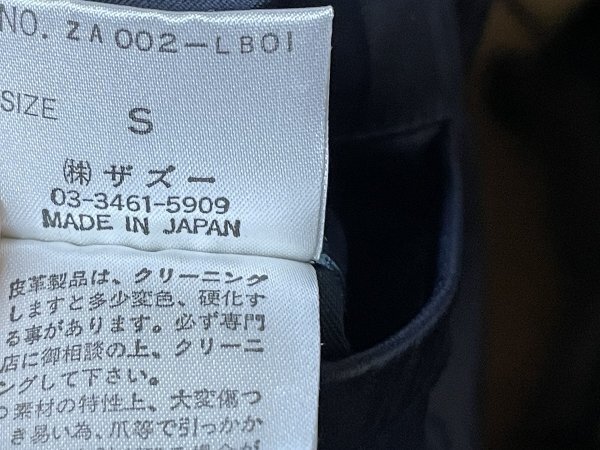 NO. ZA002-LB01
SIZE S
㈱ザズー
03-3461-5909
MADE IN JAPAN
皮革製品は、クリーニング
しますと多少変色、硬化す
る事があります。必ず専門
店に御相談の上、クリーニ
ングして下さい。
素材の特性上、大変傷つ
き易い為、爪等で引っかか